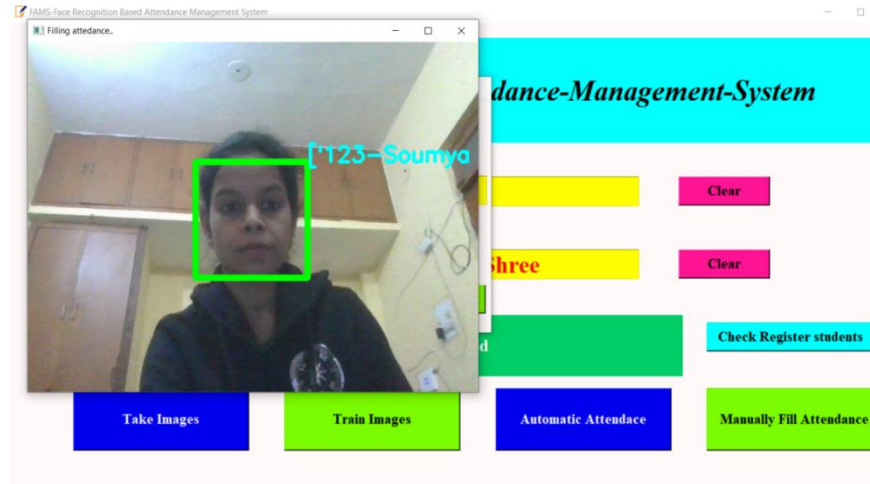 FAMS-Face Recognition Based Attendance Management System
Filling attedance..
dance-Management-System
['123-Soumya
Clear
Shree
Clear
d
Check Register students
Take Images
Train Images
Automatic Attendace
Manually Fill Attendance